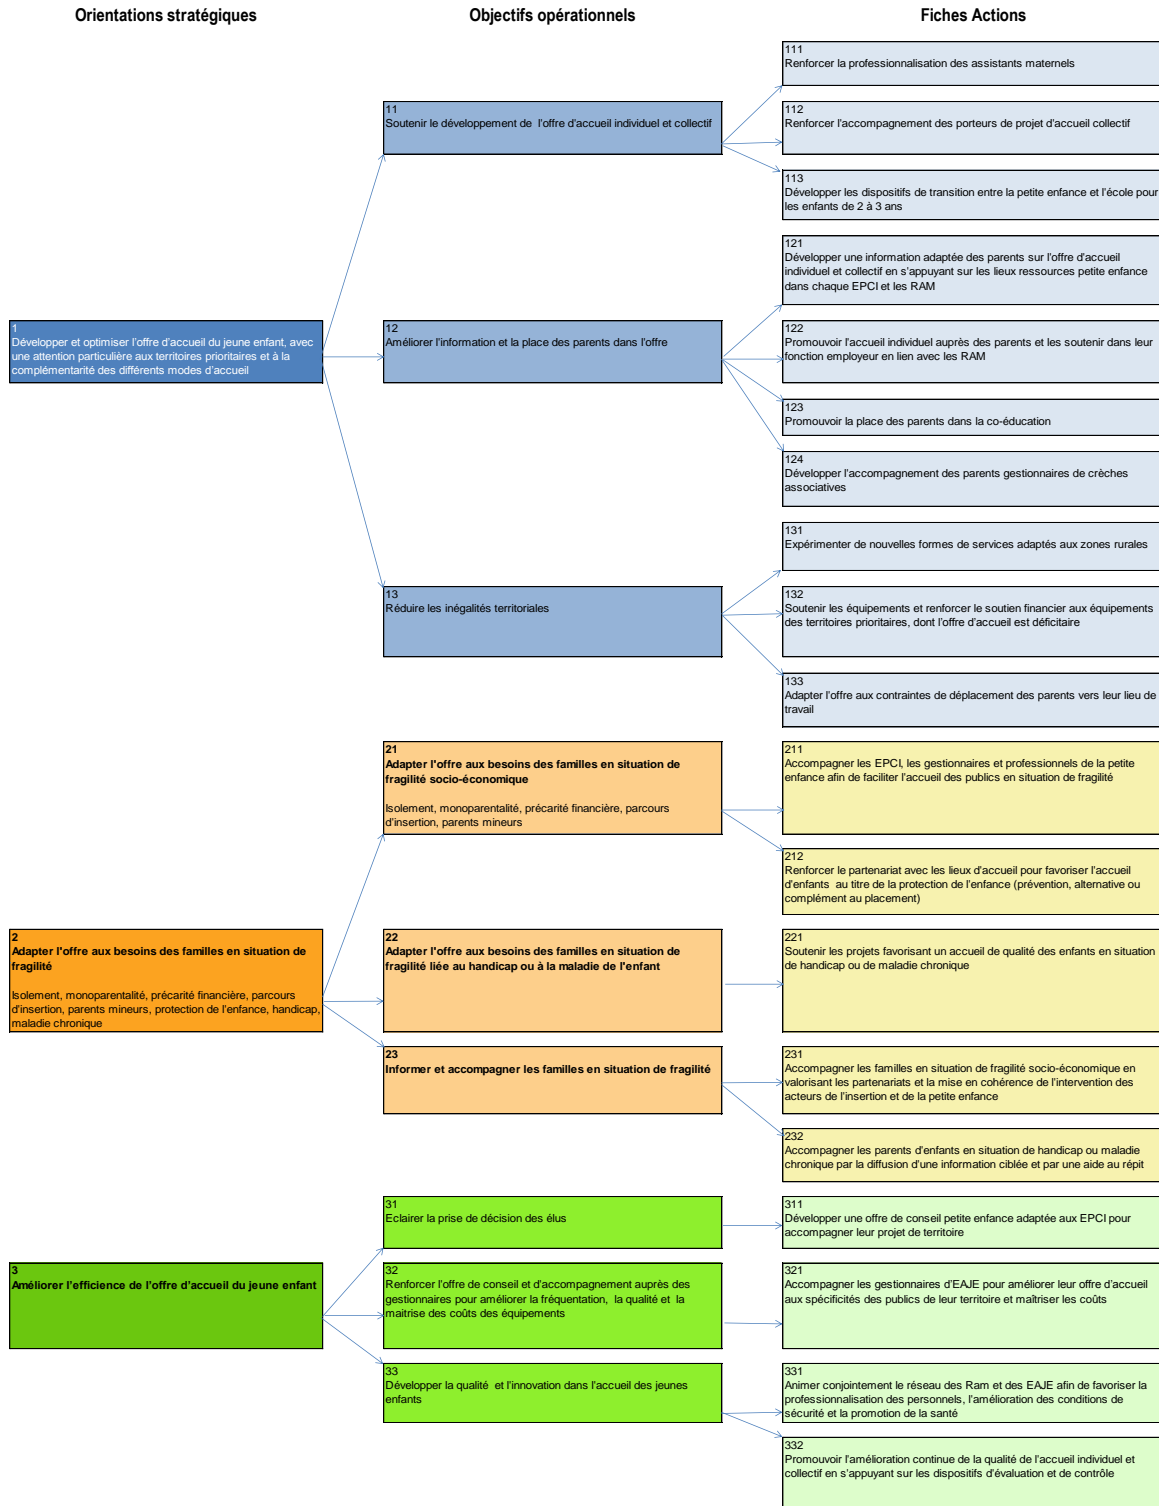 Orientations stratégiques
Objectifs opérationnels
Fiches Actions
111
Renforcer la professionnalisation des assistants maternels
11
Soutenir le développement de l'offre d'accueil individuel et collectif
112
Renforcer l'accompagnement des porteurs de projet d'accueil collectif
113
Développer les dispositifs de transition entre la petite enfance et l'école pour
les enfants de 2 à 3 ans
121
Développer une information adaptée des parents sur l'offre d'accueil
individuel et collectif en s'appuyant sur les lieux ressources petite enfance
dans chaque EPCI et les RAM
1
Développer et optimiser l'offre d'accueil du jeune enfant, avec
une attention particulière aux territoires prioritaires et à la
complémentarité des différents modes d'accueil
12
Améliorer l'information et la place des parents dans l'offre
122
Promouvoir l'accueil individuel auprès des parents et les soutenir dans leur
fonction employeur en lien avec les RAM
123
Promouvoir la place des parents dans la co-éducation
124
Développer l'accompagnement des parents gestionnaires de crèches
associatives
131
Expérimenter de nouvelles formes de services adaptés aux zones rurales
13
Réduire les inégalités territoriales
132
Soutenir les équipements et renforcer le soutien financier aux équipements
des territoires prioritaires, dont l'offre d'accueil est déficitaire
133
Adapter l'offre aux contraintes de déplacement des parents vers leur lieu de
travail
21
Adapter l'offre aux besoins des familles en situation de
fragilité socio-économique
Isolement, monoparentalité, précarité financière, parcours
d'insertion, parents mineurs
211
Accompagner les EPCI, les gestionnaires et professionnels de la petite
enfance afin de faciliter l'accueil des publics en situation de fragilité
212
Renforcer le partenariat avec les lieux d'accueil pour favoriser l'accueil
d'enfants au titre de la protection de l'enfance (prévention, alternative ou
complément au placement)
2
Adapter l'offre aux besoins des familles en situation de
fragilité
Isolement, monoparentalité, précarité financière, parcours
d'insertion, parents mineurs, protection de l'enfance, handicap,
maladie chronique
22
Adapter l'offre aux besoins des familles en situation de
fragilité liée au handicap ou à la maladie de l'enfant
221
Soutenir les projets favorisant un accueil de qualité des enfants en situation
de handicap ou de maladie chronique
23
Informer et accompagner les familles en situation de fragilité
231
Accompagner les familles en situation de fragilité socio-économique en
valorisant les partenariats et la mise en cohérence de l'intervention des
acteurs de l'insertion et de la petite enfance
232
Accompagner les parents d'enfants en situation de handicap ou maladie
chronique par la diffusion d'une information ciblée et par une aide au répit
31
Eclairer la prise de décision des élus
311
Développer une offre de conseil petite enfance adaptée aux EPCI pour
accompagner leur projet de territoire
3
Améliorer l'efficience de l'offre d'accueil du jeune enfant
32
Renforcer l'offre de conseil et d'accompagnement auprès des
gestionnaires pour améliorer la fréquentation, la qualité et la
maitrise des coûts des équipements
321
Accompagner les gestionnaires d'EAJE pour améliorer leur offre d'accueil
aux spécificités des publics de leur territoire et maîtriser les coûts
33
Développer la qualité et l'innovation dans l'accueil des jeunes
enfants
331
Animer conjointement le réseau des Ram et des EAJE afin de favoriser la
professionnalisation des personnels, l'amélioration des conditions de
sécurité et la promotion de la santé
332
Promouvoir l'amélioration continue de la qualité de l'accueil individuel et
collectif en s'appuyant sur les dispositifs d'évaluation et de contrôle